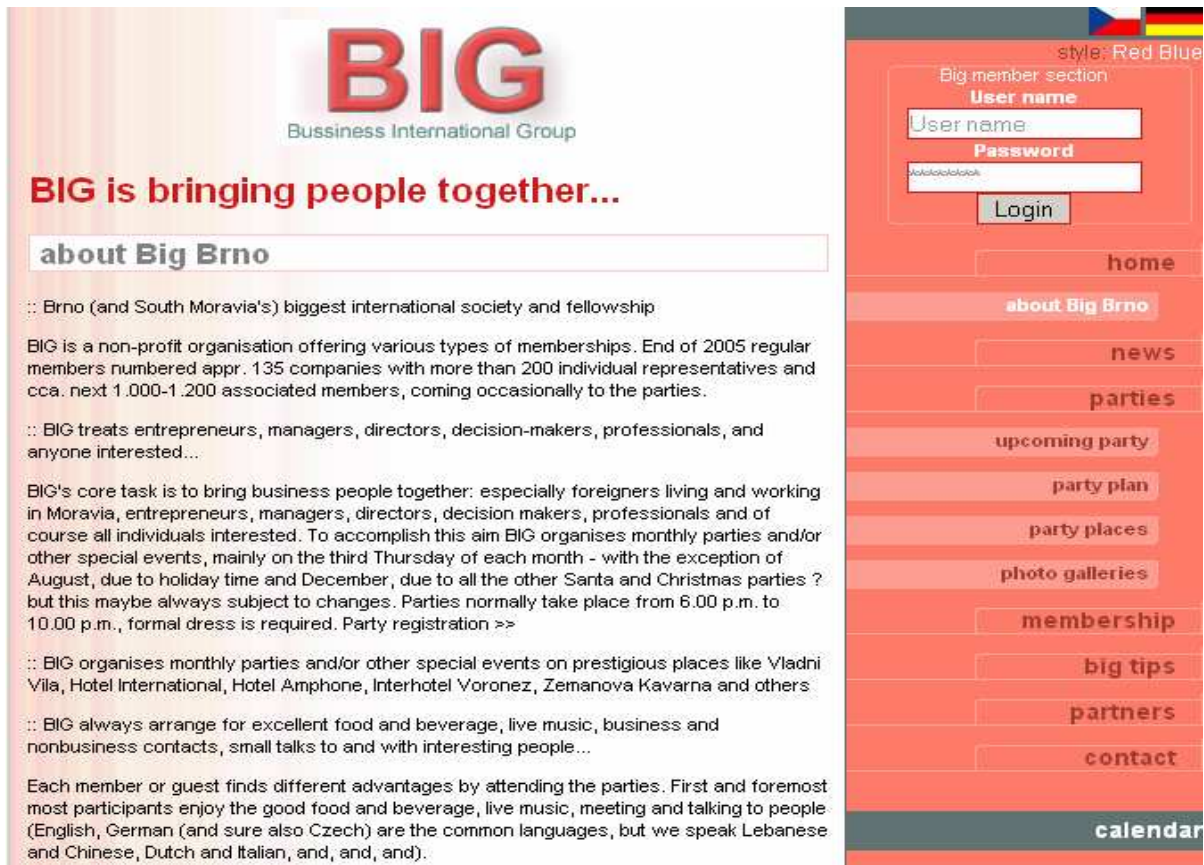 BIG
Bussiness International Group
BIG is bringing people together...
about Big Brno
:: Brno (and South Moravia's) biggest international society and fellowship
BIG is a non-profit organisation offering various types of memberships. End of 2005 regular
members numbered appr. 135 companies with more than 200 individual representatives and
cca. next 1.000-1.200 associated members, coming occasionally to the parties.
:: BIG treats entrepreneurs, managers, directors, decision-makers, professionals, and
anyone interested...
BIG's core task is to bring business people together: especially foreigners living and working
in Moravia, entrepreneurs, managers, directors, decision makers, professionals and of
course all individuals interested. To accomplish this aim BIG organises monthly parties and/or
other special events, mainly on the third Thursday of each month - with the exception of
August, due to holiday time and December, due to all the other Santa and Christmas parties ?
but this maybe always subject to changes. Parties normally take place from 6.00 p.m. to
10.00 p.m., formal dress is required. Party registration >>
:: BIG organises monthly parties and/or other special events on prestigious places like Vladni
Vila, Hotel International, Hotel Amphone, Interhotel Voronez, Zemanova Kavarna and others
:: BIG always arrange for excellent food and beverage, live music, business and
nonbusiness contacts, small talks to and with interesting people...
Each member or guest finds different advantages by attending the parties. First and foremost
most participants enjoy the good food and beverage, live music, meeting and talking to people
(English, German (and sure also Czech) are the common languages, but we speak Lebanese
and Chinese, Dutch and Italian, and, and, and).
style: Red Blue
Big member section
User name
User name
Password
**********
Login
home
about Big Brno
news
parties
upcoming party
party plan
party places
photo galleries
membership
big tips
partners
contact
calendar